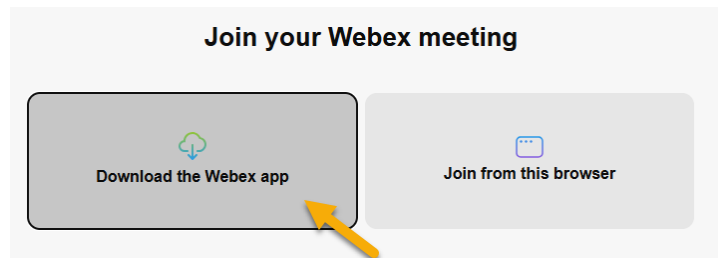 Join your Webex meeting
Download the Webex app
Join from this browser